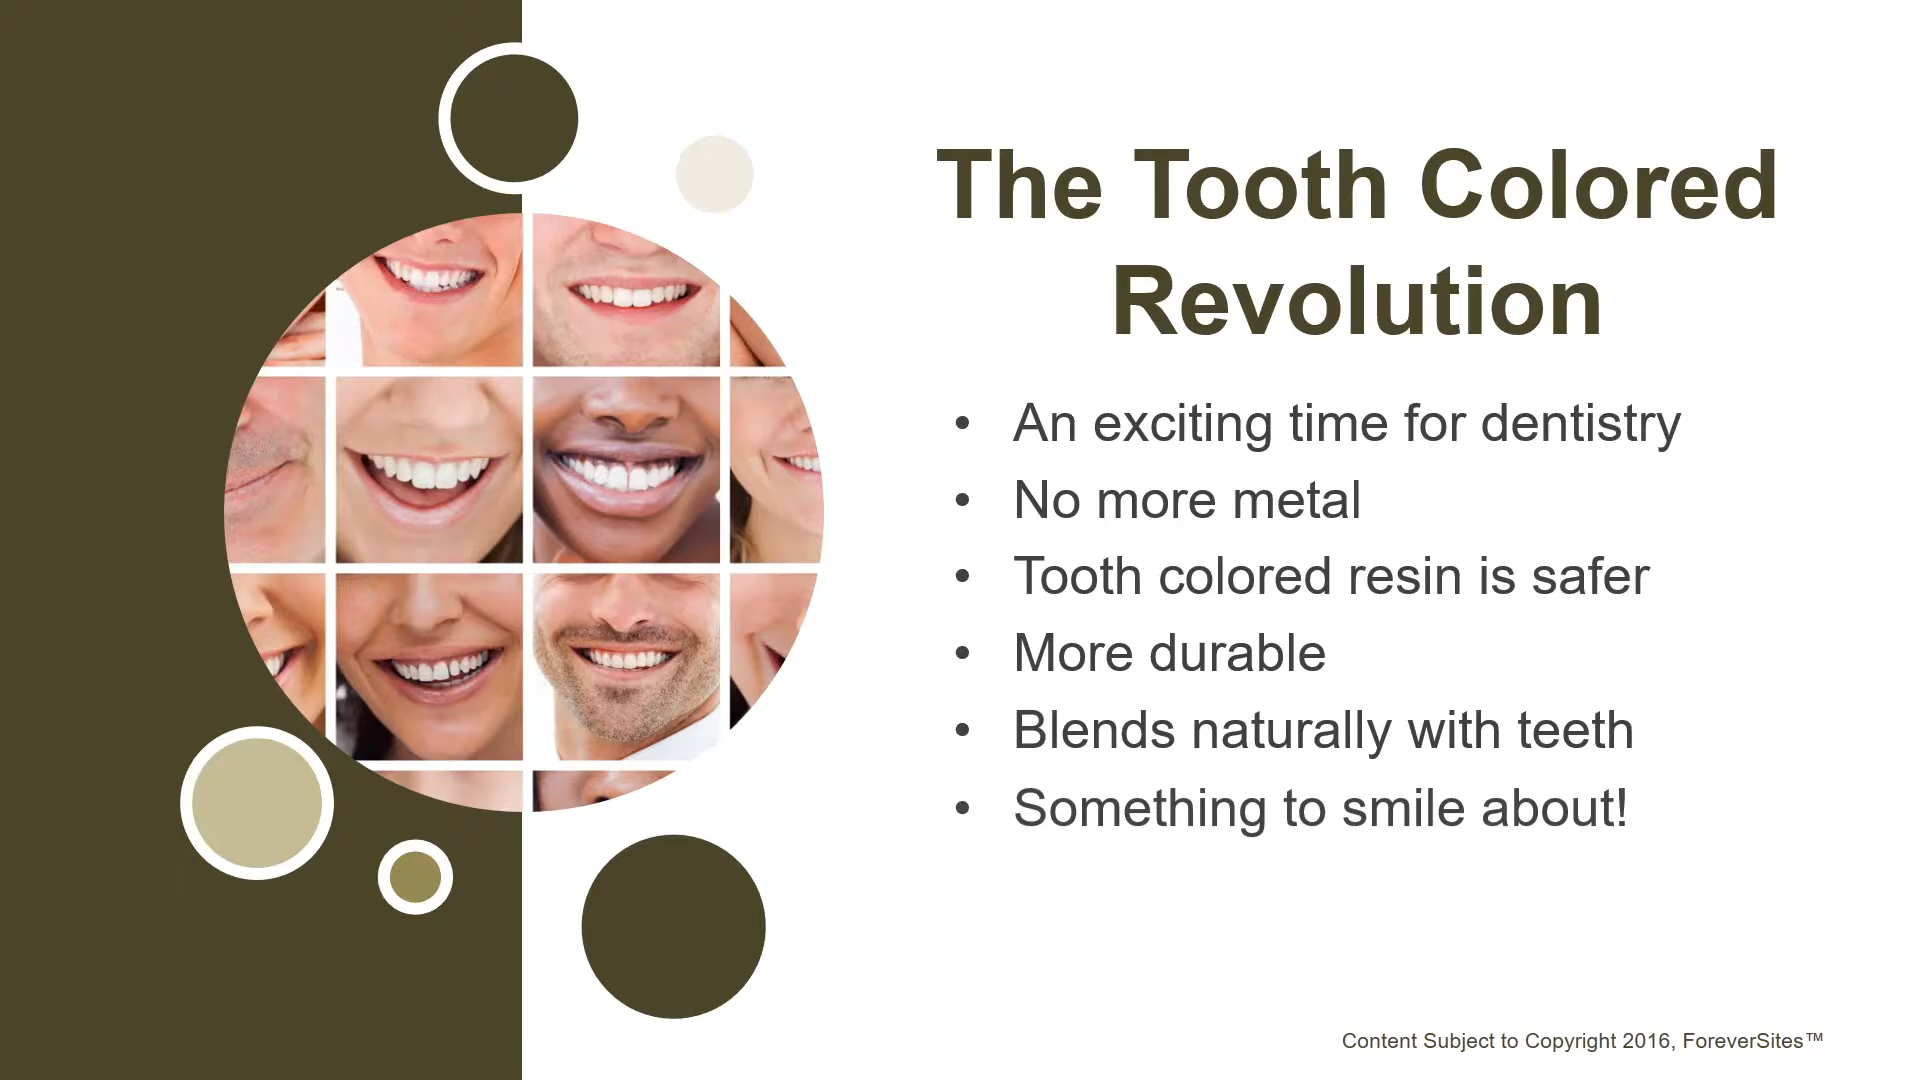 The Tooth Colored
Revolution
• An exciting time for dentistry
• No more metal
• Tooth colored resin is safer
• More durable
• Blends naturally with teeth
• Something to smile about!
Content Subject to Copyright 2016, ForeverSites™